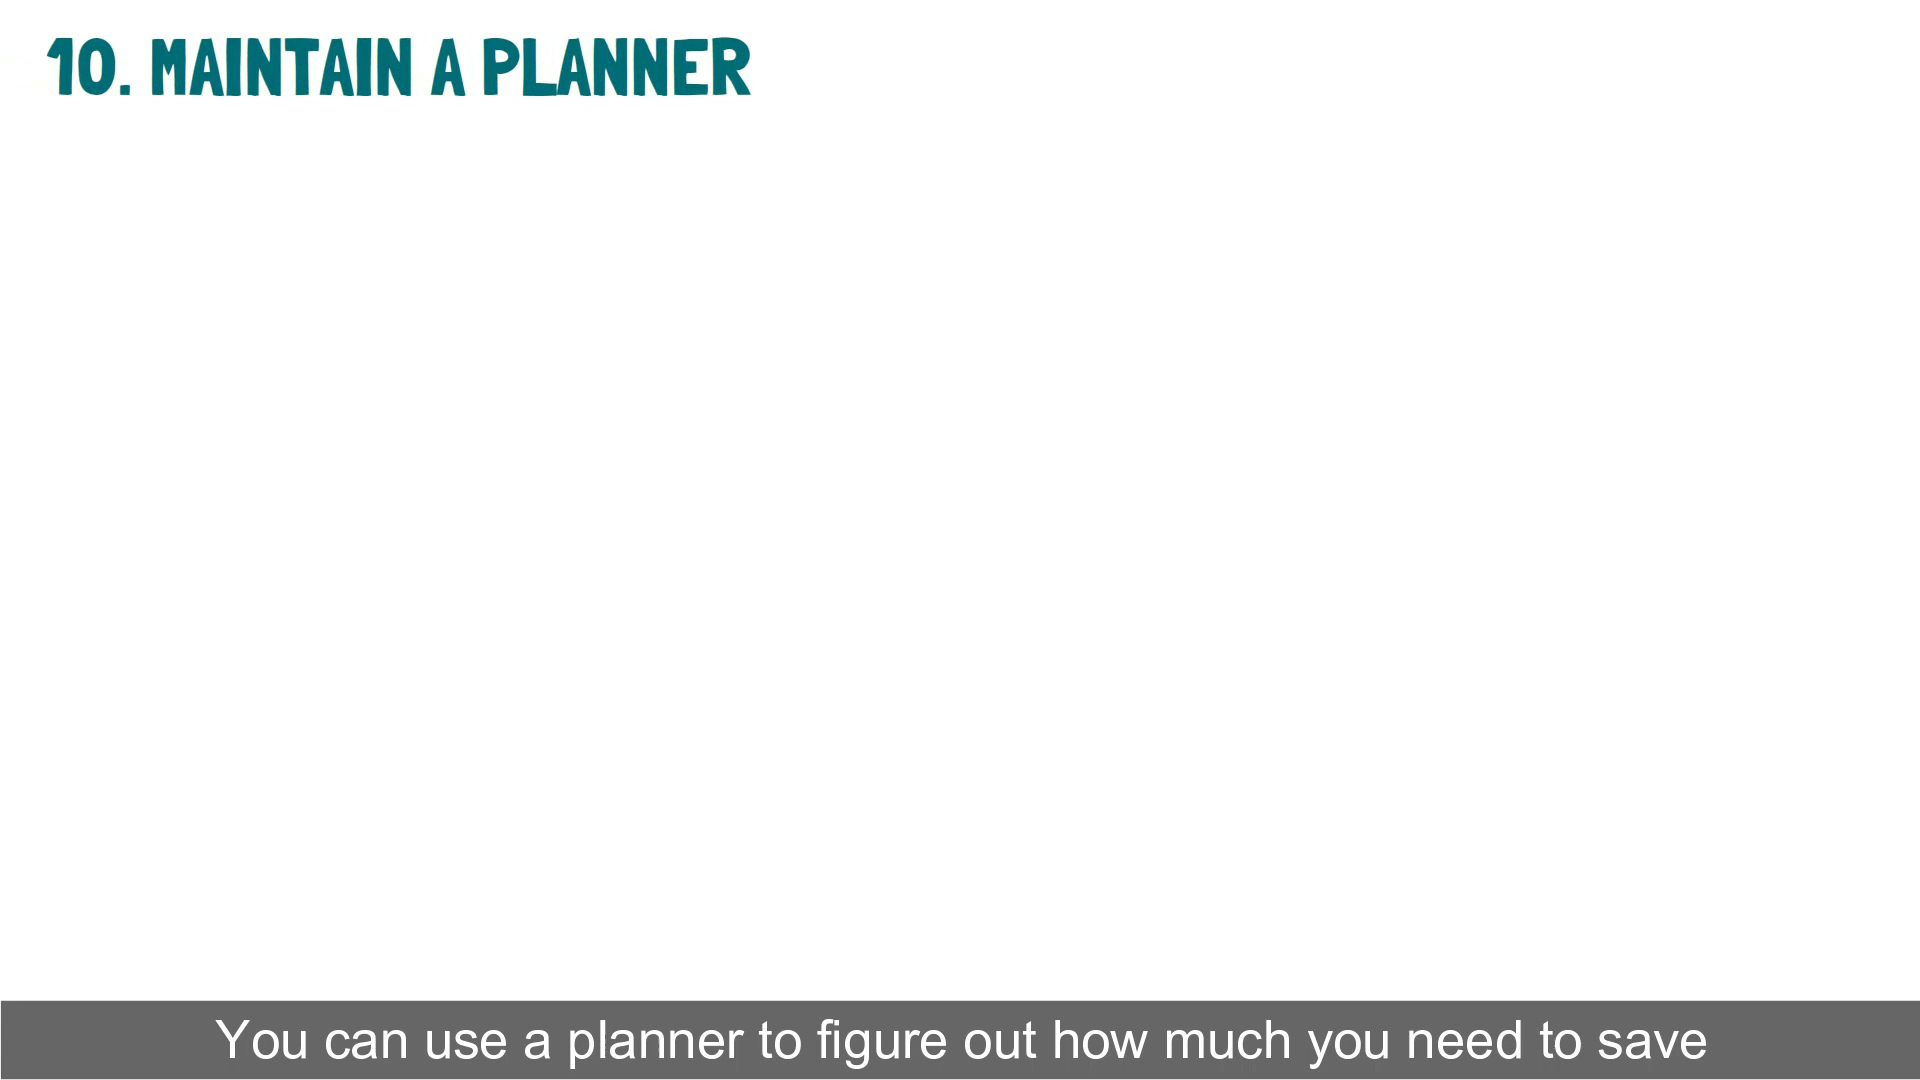 10. MAINTAIN A PLANNER
You can use a planner to figure out how much you need to save